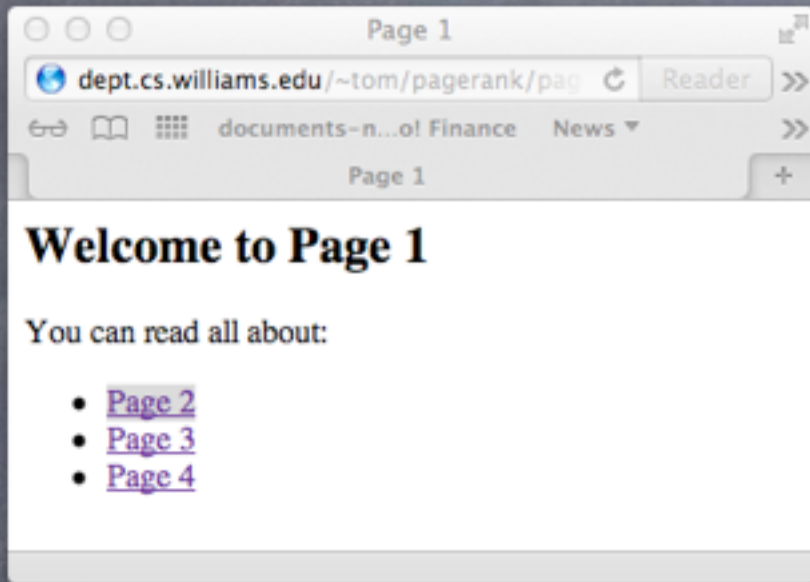 Page 1
dept.cs.williams.edu/~tom/pagerank/pag
Reader
documents-n...o! Finance News
Page 1
Welcome to Page 1
You can read all about:
• Page 2
• Page 3
• Page 4